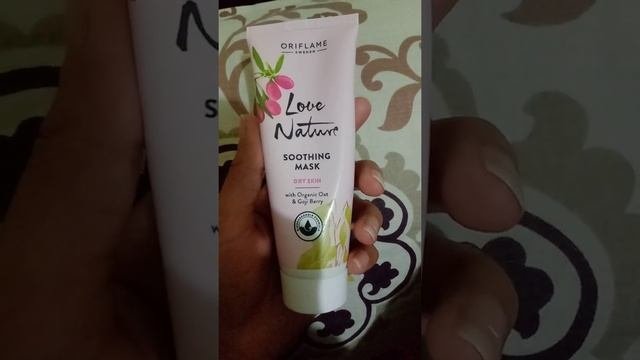 ORIFLAME
SWEDEN
Love
Nature
SOOTHING
MASK
DRY SKIN
with Organic Oat
& Goji Berry